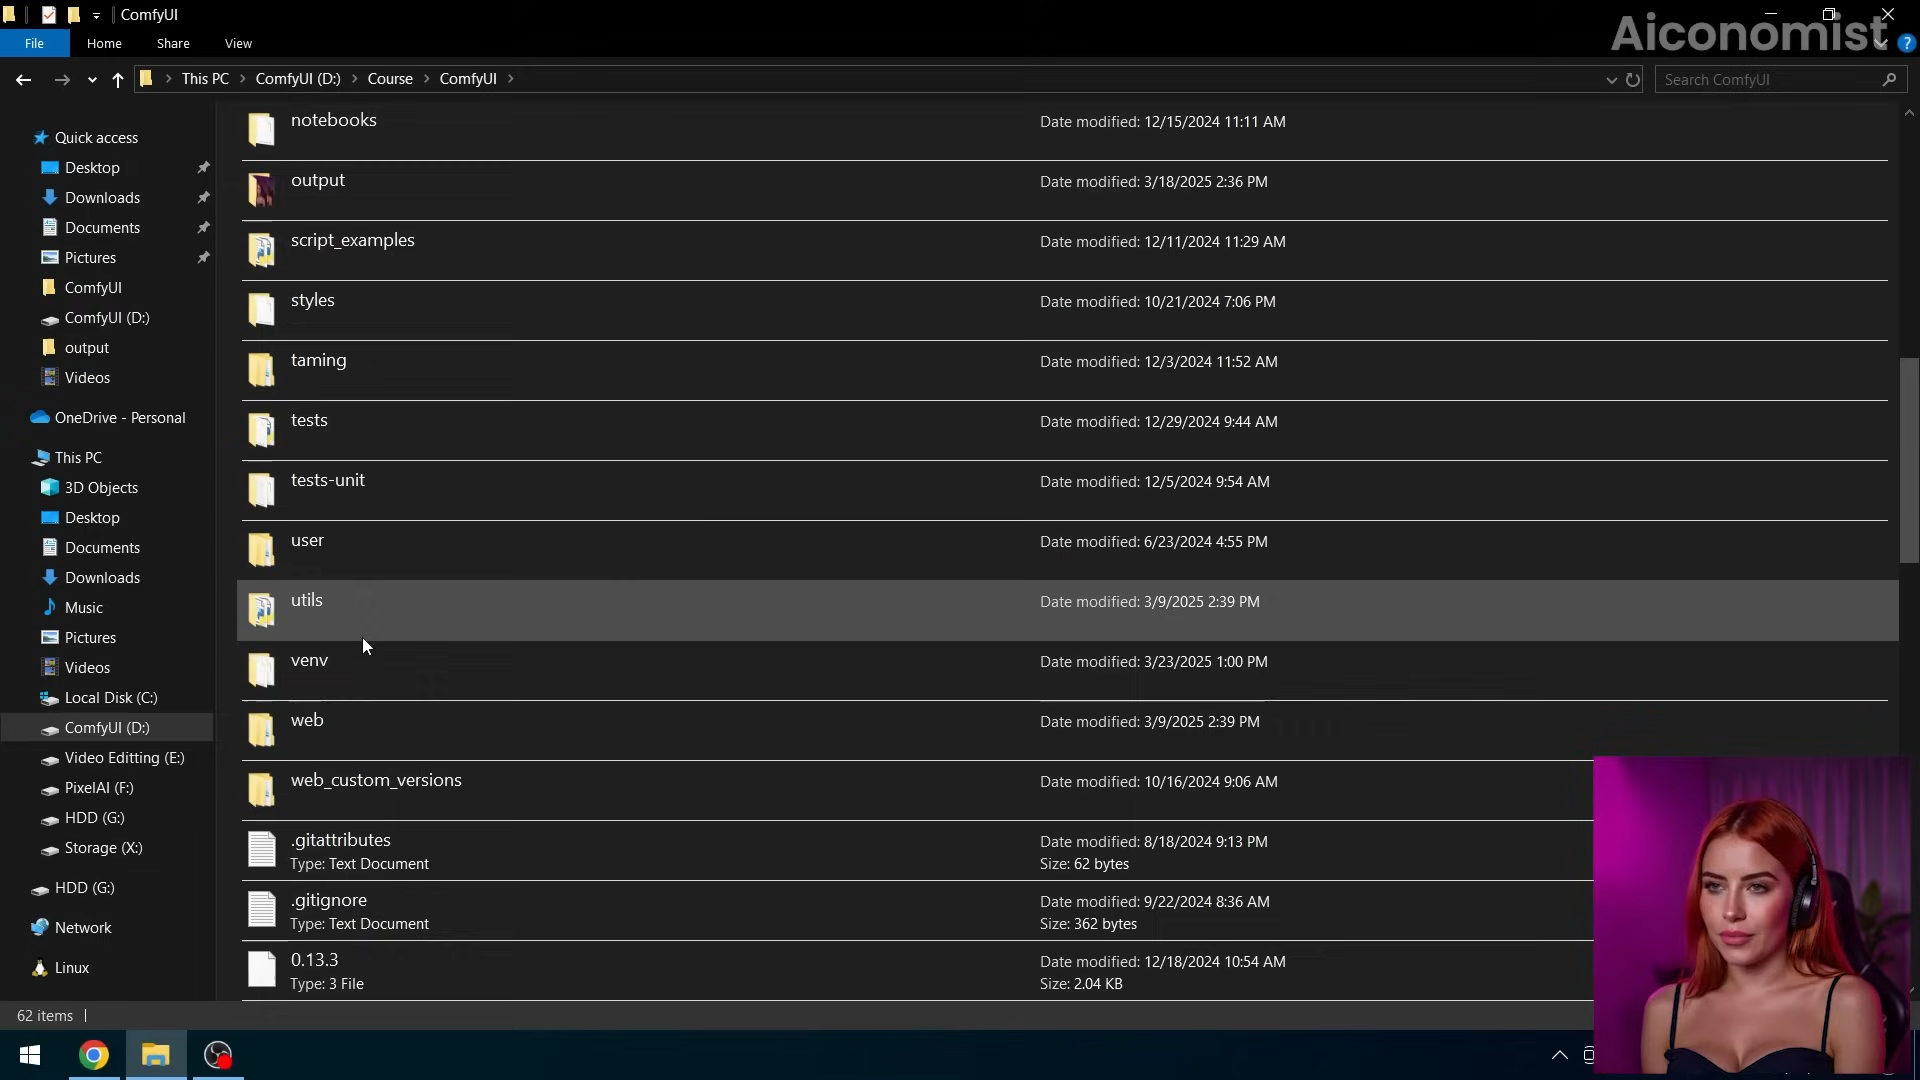 ComfyUI
Aiconomist
File Home Share View
This PC ComfyUI (D:) Course ComfyUI
Search ComfyUI
Quick access
Desktop
Downloads
Documents
Pictures
ComfyUI
ComfyUI (D:)
output
Videos
OneDrive - Personal
This PC
3D Objects
Desktop
Documents
Downloads
Music
Pictures
Videos
Local Disk (C:)
ComfyUI (D:)
Video Editting (E:)
PixelAI (F:)
HDD (G:)
Storage (X:)
HDD (G:)
Network
Linux
notebooks Date modified: 12/15/2024 11:11 AM
output Date modified: 3/18/2025 2:36 PM
script_examples Date modified: 12/11/2024 11:29 AM
styles Date modified: 10/21/2024 7:06 PM
taming Date modified: 12/3/2024 11:52 AM
tests Date modified: 12/29/2024 9:44 AM
tests-unit Date modified: 12/5/2024 9:54 AM
user Date modified: 6/23/2024 4:55 PM
utils Date modified: 3/9/2025 2:39 PM
venv Date modified: 3/23/2025 1:00 PM
web Date modified: 3/9/2025 2:39 PM
web_custom_versions Date modified: 10/16/2024 9:06 AM
.gitattributes Date modified: 8/18/2024 9:13 PM
Type: Text Document Size: 62 bytes
.gitignore Date modified: 9/22/2024 8:36 AM
Type: Text Document Size: 362 bytes
0.13.3 Date modified: 12/18/2024 10:54 AM
Type: 3 File Size: 2.04 KB
62 items